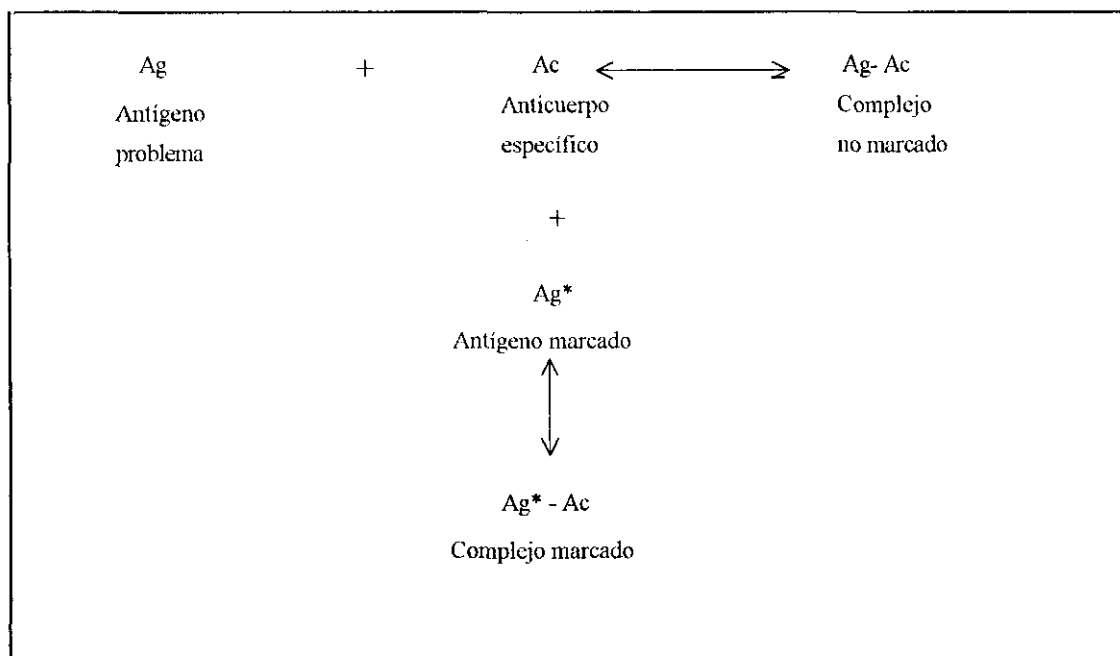 Ag + Ac Ag- Ac
Antígeno Anticuerpo Complejo
problema específico no marcado
+
Ag*
Antígeno marcado
Ag* - Ac
Complejo marcado